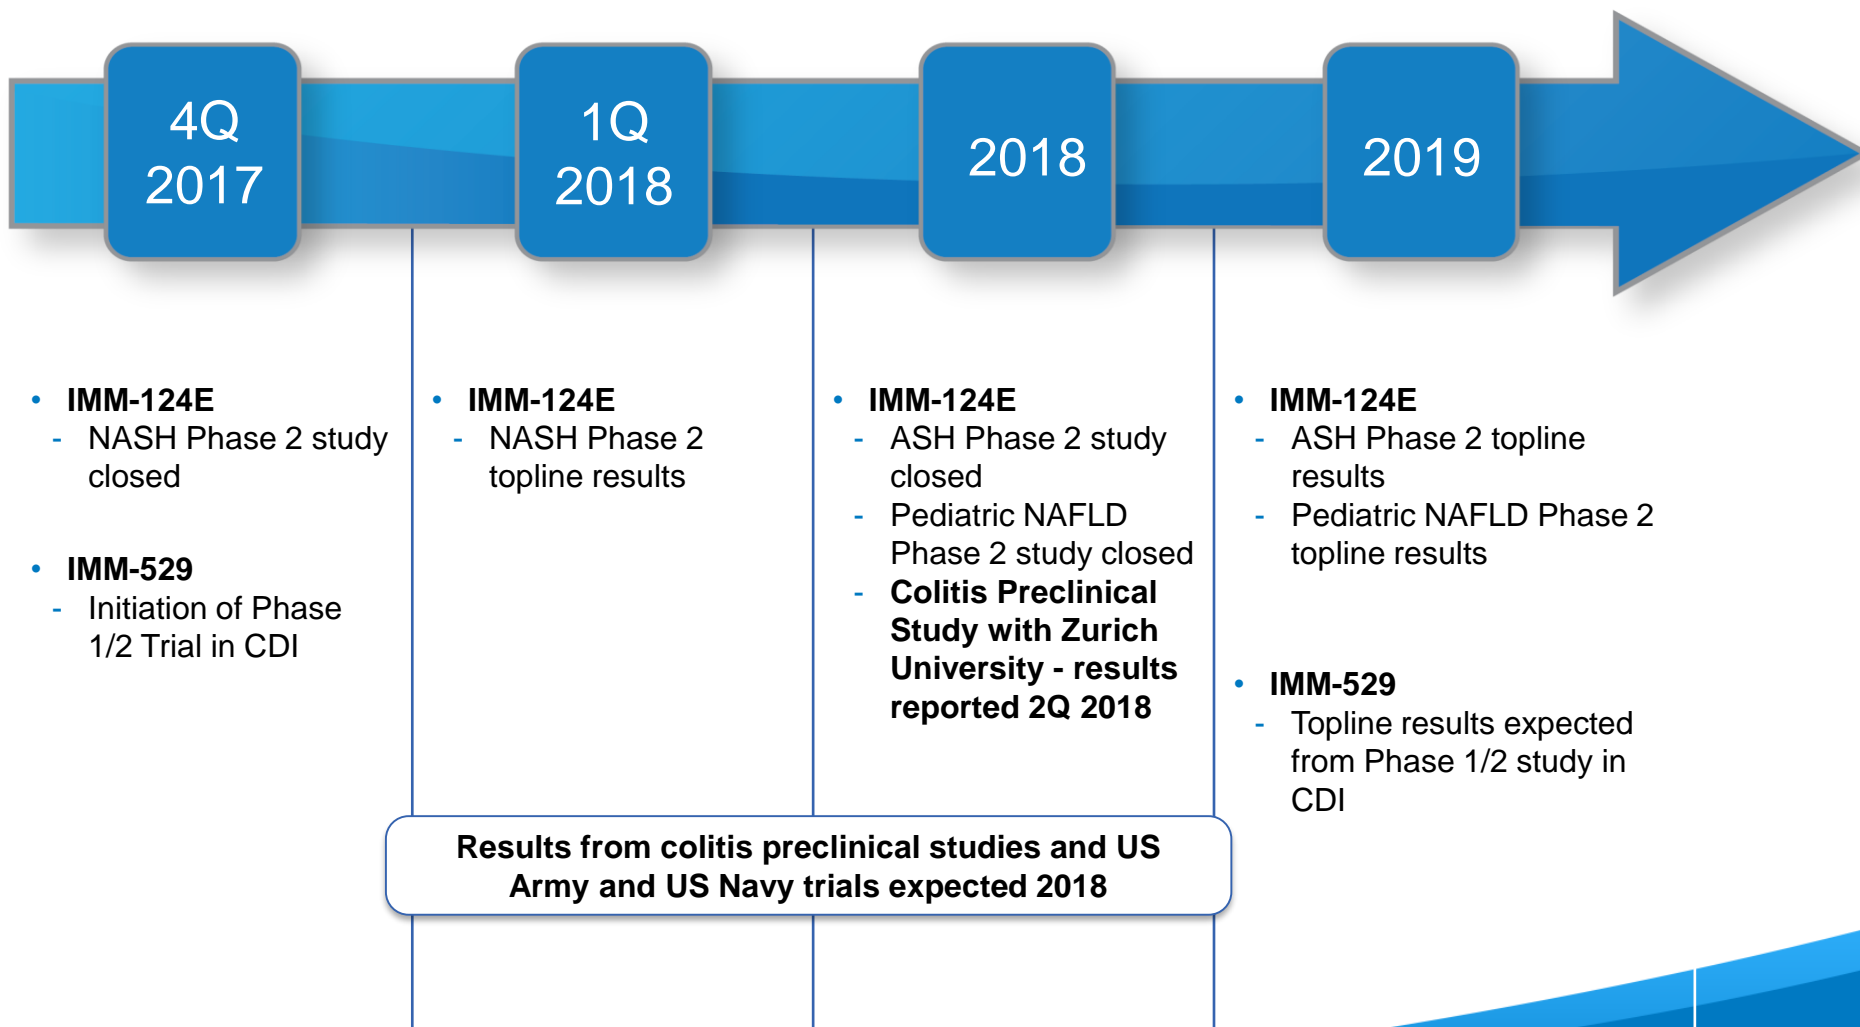 4Q
2017
1Q
2018
2018
2019
• IMM-124E
- NASH Phase 2 study
closed
• IMM-529
- Initiation of Phase
1/2 Trial in CDI
• IMM-124E
- NASH Phase 2
topline results
• IMM-124E
- ASH Phase 2 study
closed
- Pediatric NAFLD
Phase 2 study closed
- Colitis Preclinical
Study with Zurich
University - results
reported 2Q 2018
• IMM-124E
- ASH Phase 2 topline
results
- Pediatric NAFLD Phase 2
topline results
• IMM-529
- Topline results expected
from Phase 1/2 study in
CDI
Results from colitis preclinical studies and US
Army and US Navy trials expected 2018